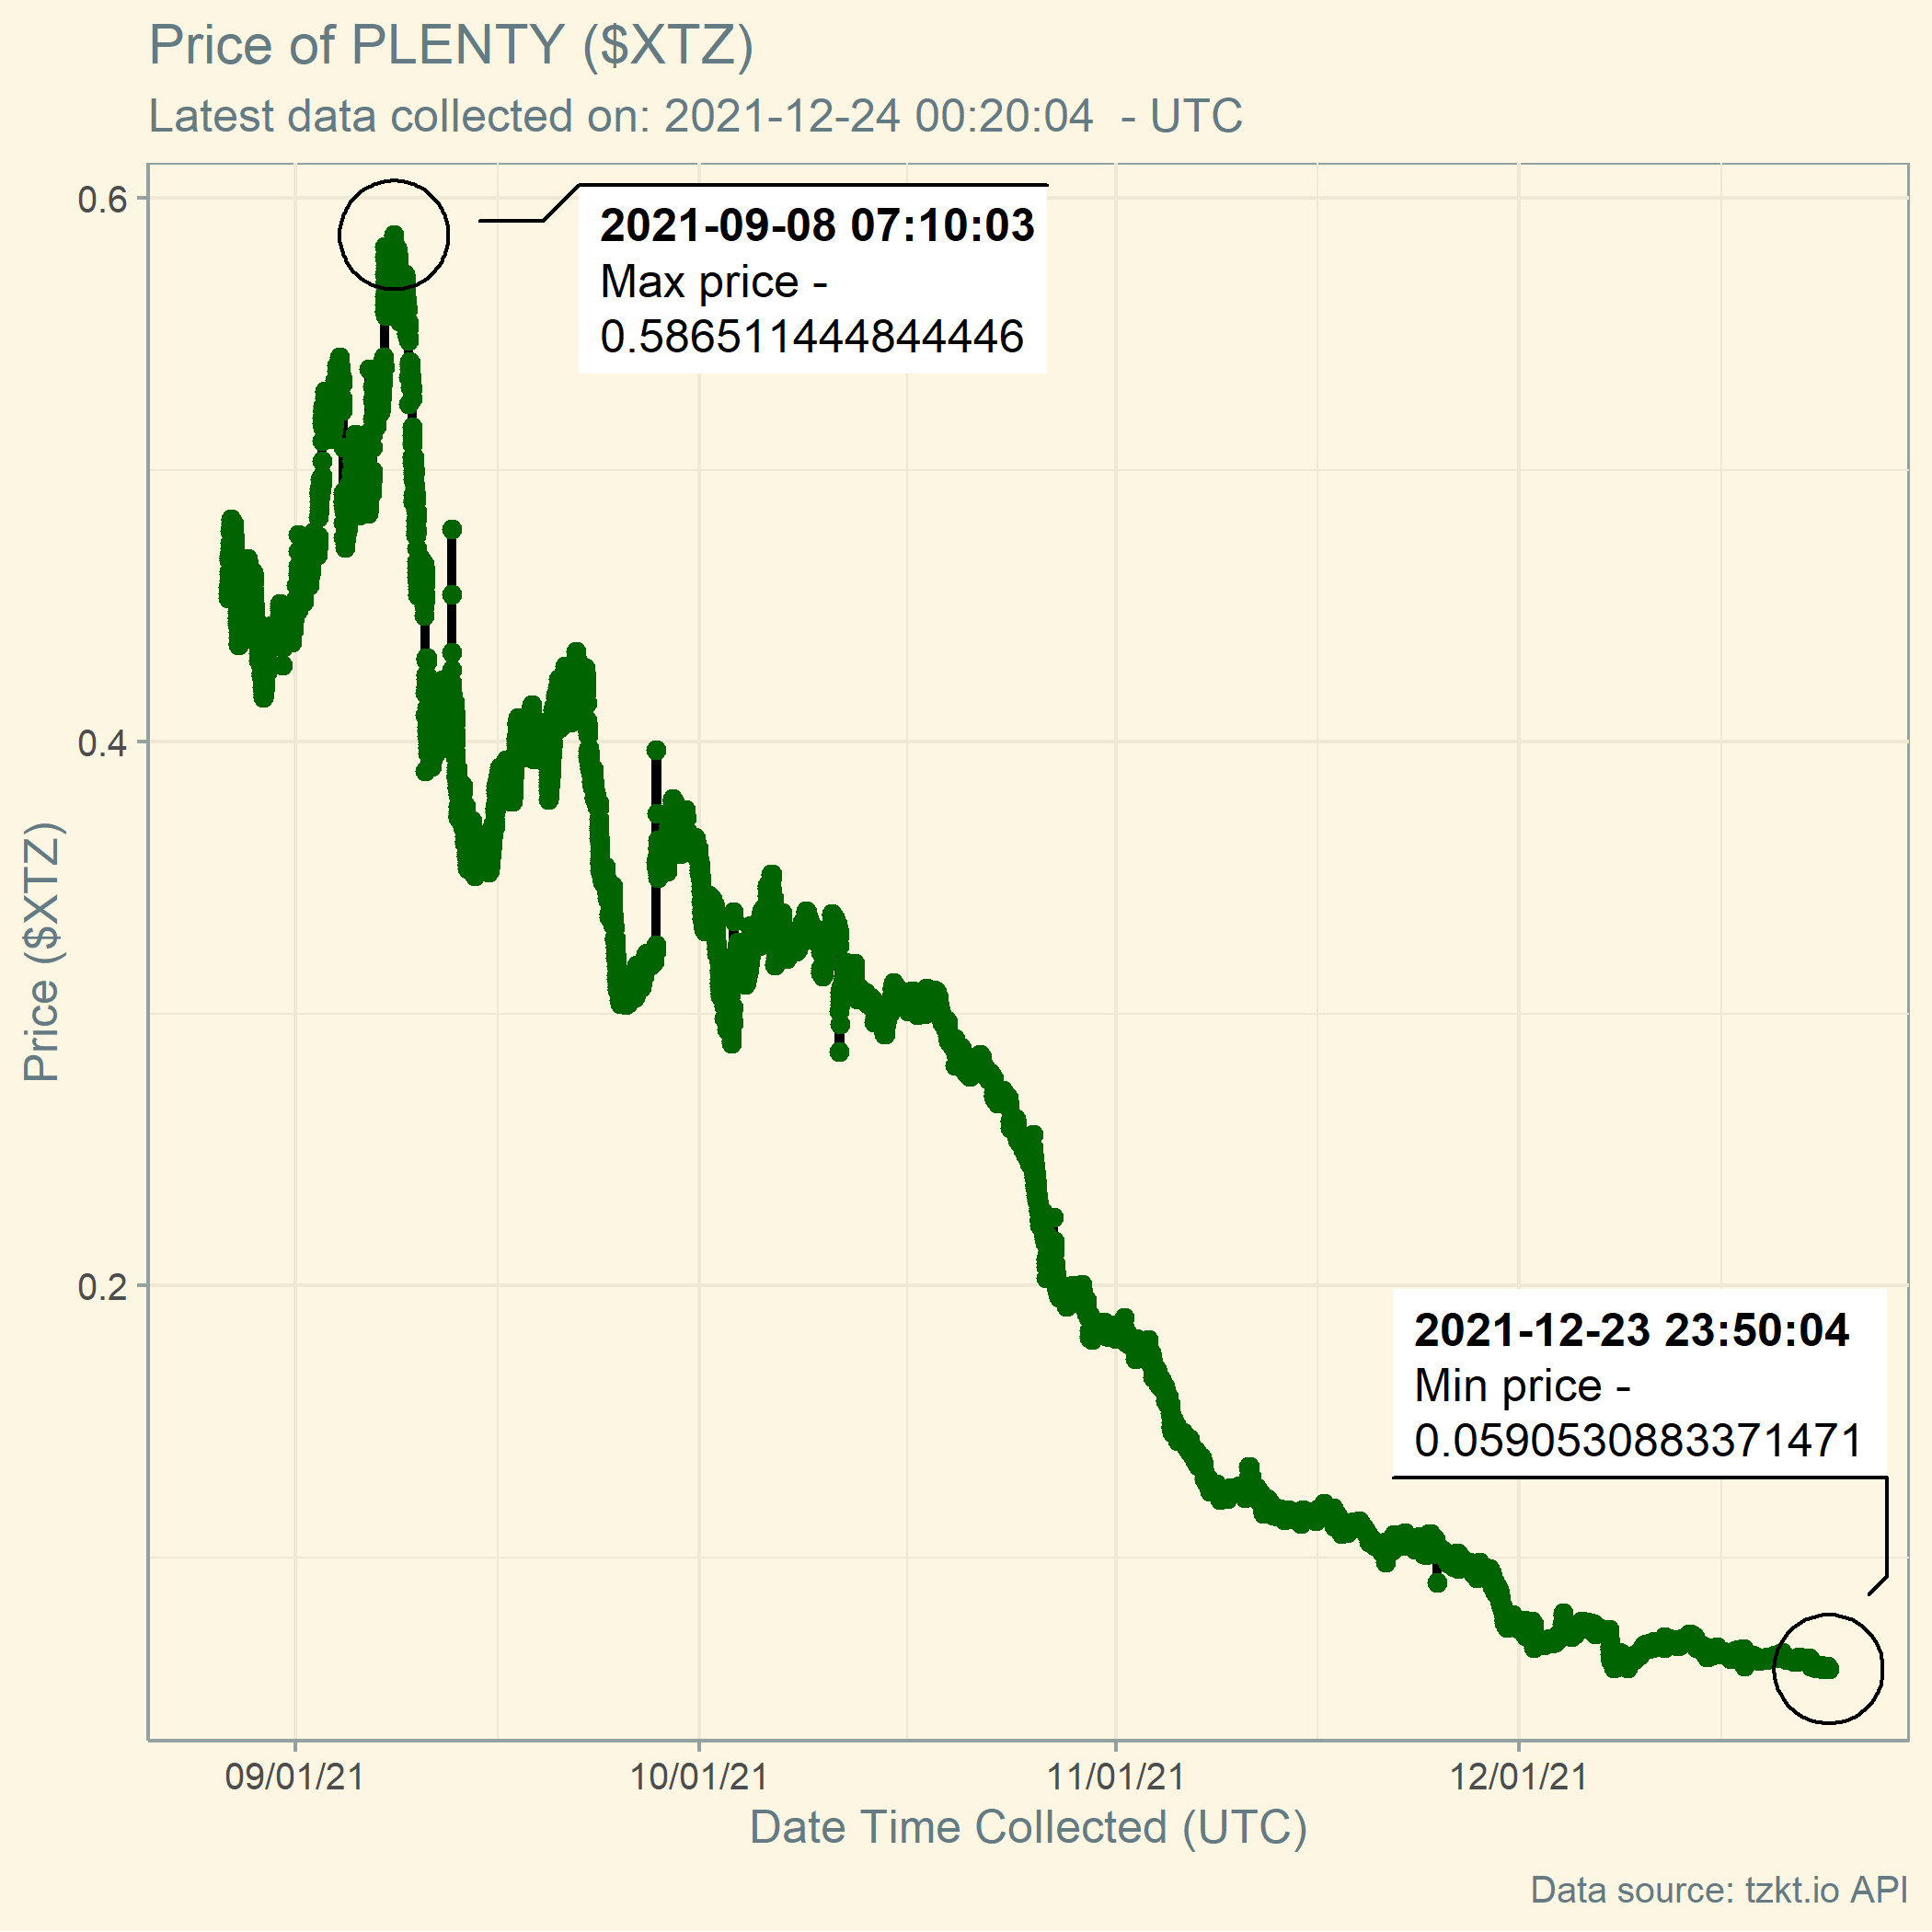 Price of PLENTY ($XTZ)
Latest data collected on: 2021-12-24 00:20:04  - UTC
0.6
2021-09-08 07:10:03
Max price -
0.586511444844446
0.4
Price ($XTZ)
0.2
2021-12-23 23:50:04
Min price -
0.0590530883371471
09/01/21
10/01/21
11/01/21
12/01/21
Date Time Collected (UTC)
Data source: tzkt.io API